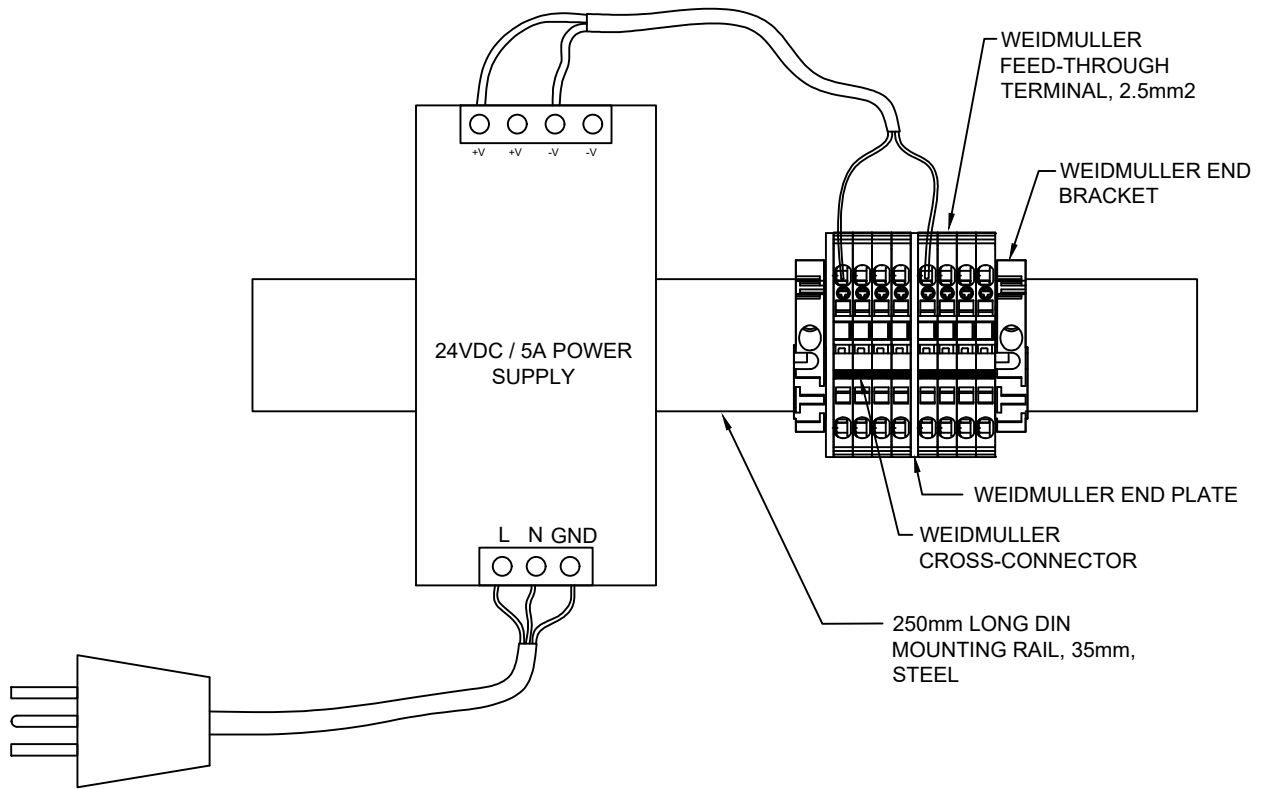 WEIDMULLER
FEED-THROUGH
TERMINAL, 2.5mm2
+V +V -V -V
WEIDMULLER END
BRACKET
24VDC / 5A POWER
SUPPLY
WEIDMULLER END PLATE
L N GND
WEIDMULLER
CROSS-CONNECTOR
250mm LONG DIN
MOUNTING RAIL, 35mm,
STEEL